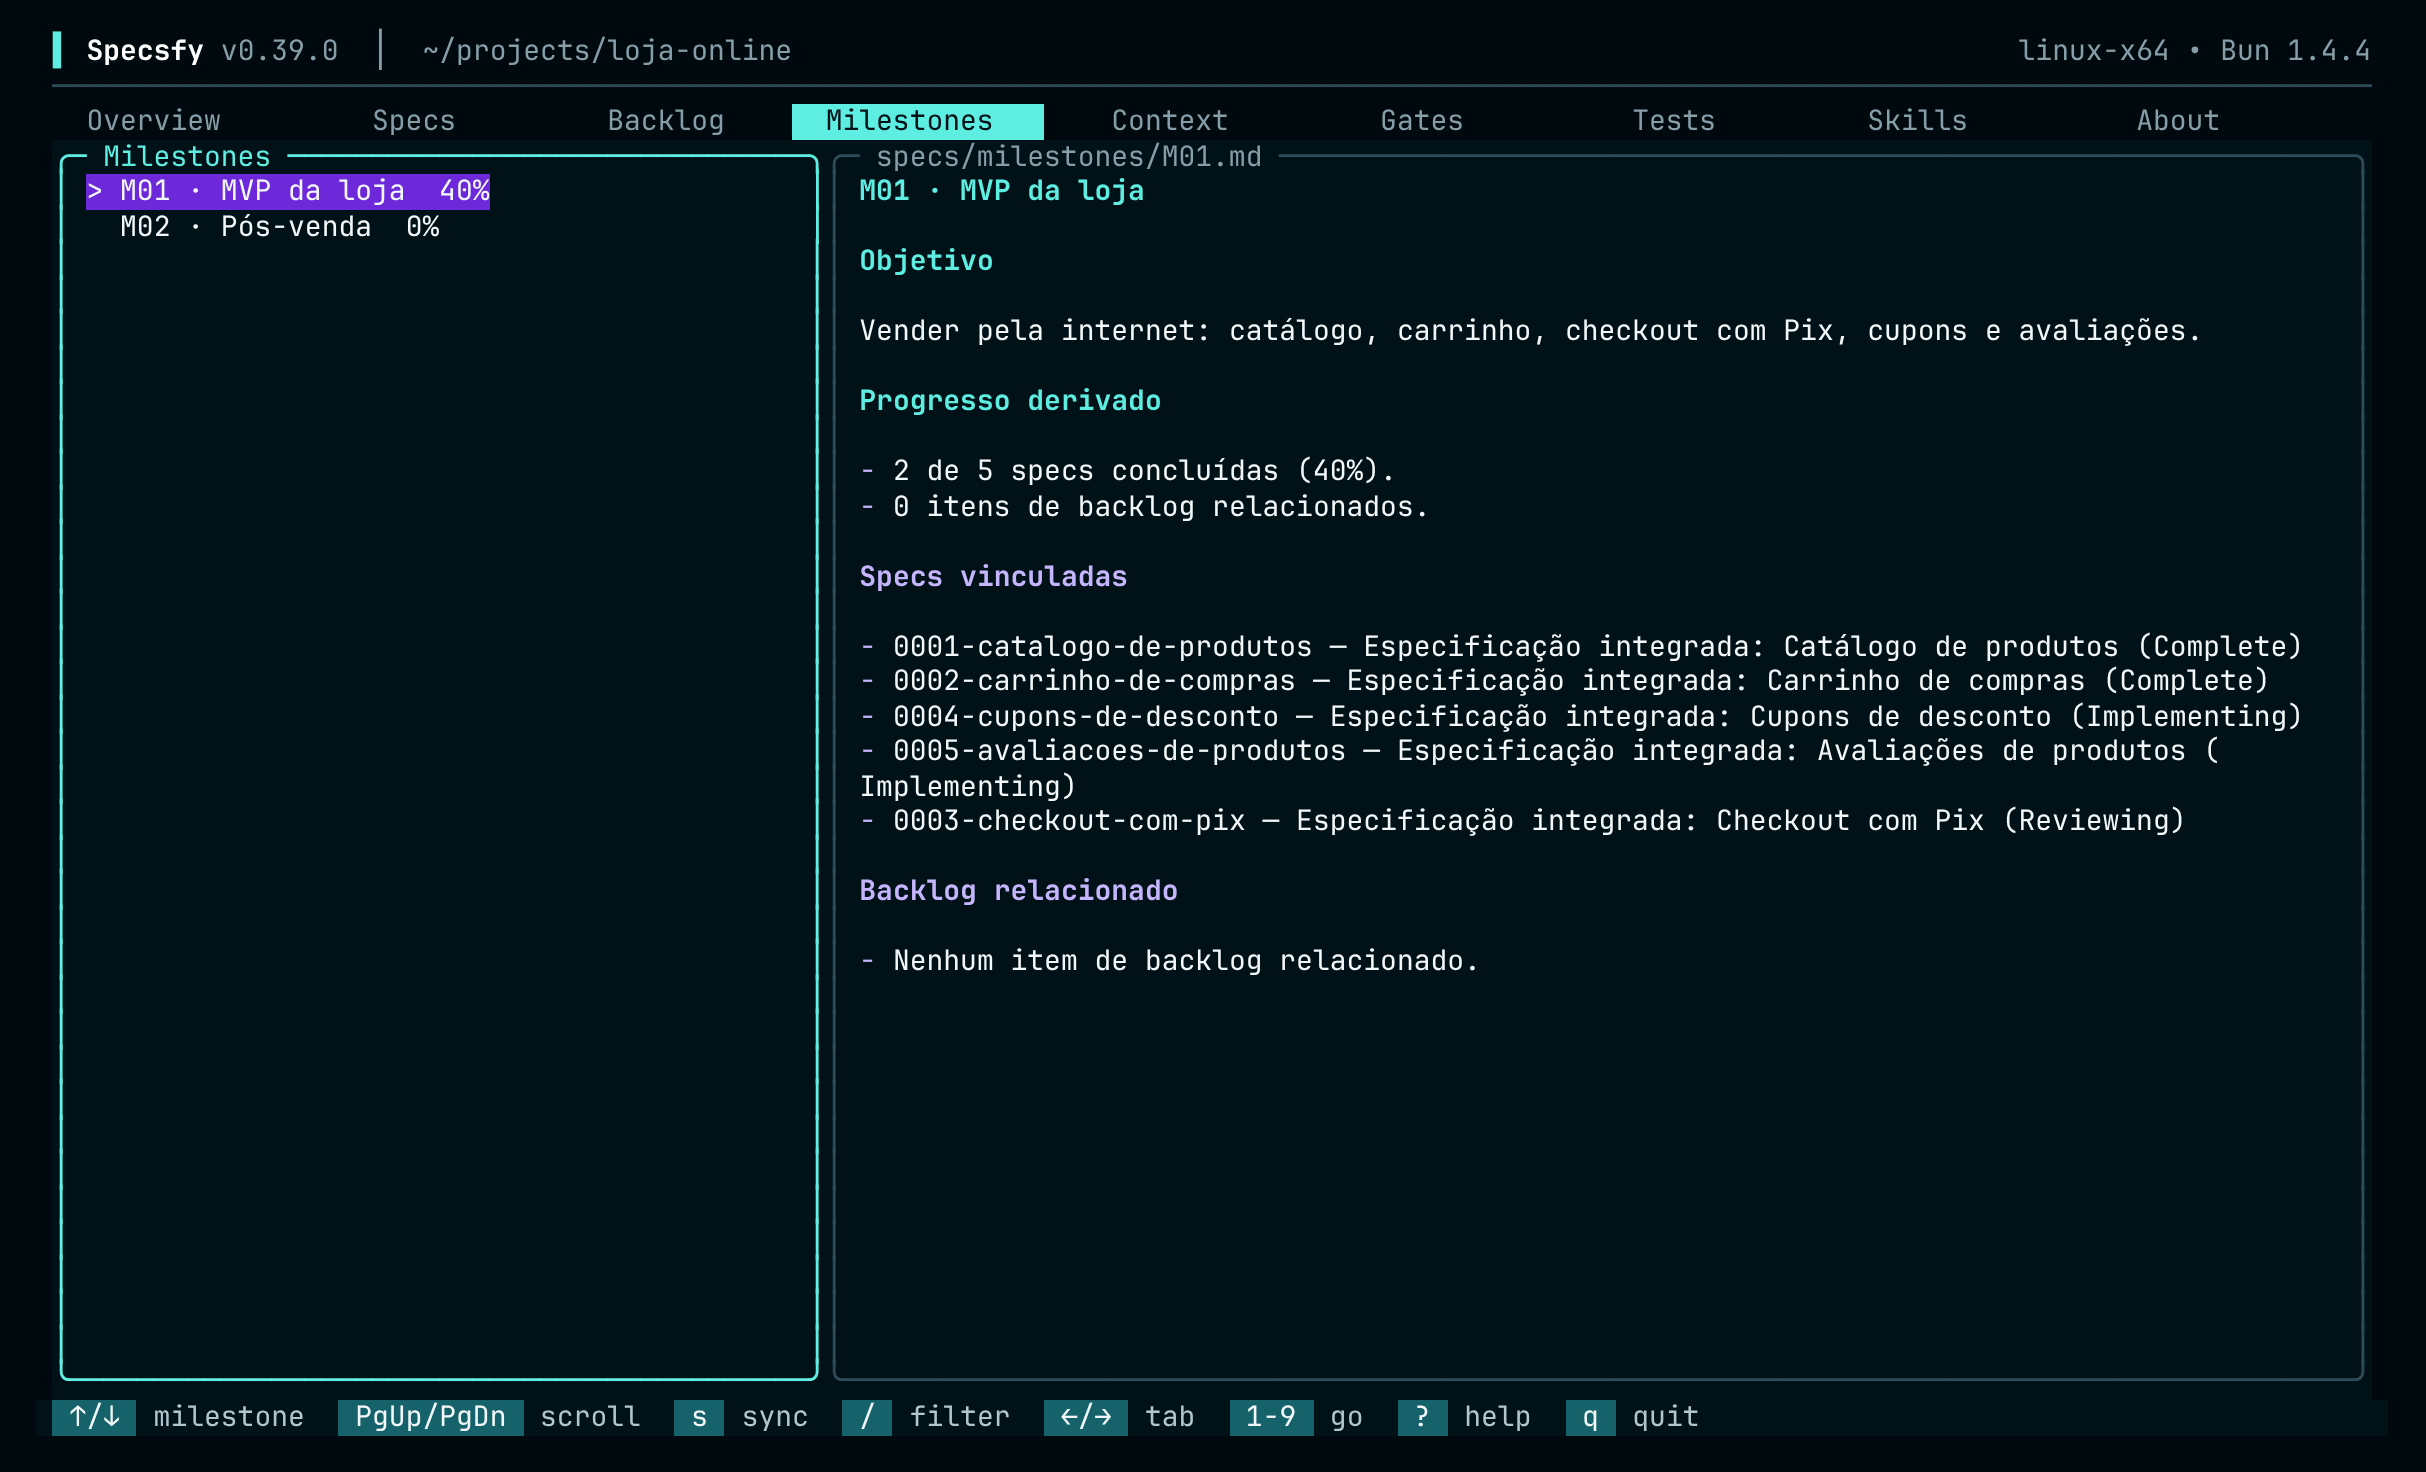 Specsfy v0.39.0 │ ~/projects/loja-online linux-x64 • Bun 1.4.4
Overview Specs Backlog Milestones Context Gates Tests Skills About
Milestones
> M01 · MVP da loja 40%
M02 · Pós-venda 0%
specs/milestones/M01.md
M01 · MVP da loja
Objetivo
Vender pela internet: catálogo, carrinho, checkout com Pix, cupons e avaliações.
Progresso derivado
- 2 de 5 specs concluídas (40%).
- 0 itens de backlog relacionados.
Specs vinculadas
- 0001-catalogo-de-produtos — Especificação integrada: Catálogo de produtos (Complete)
- 0002-carrinho-de-compras — Especificação integrada: Carrinho de compras (Complete)
- 0004-cupons-de-desconto — Especificação integrada: Cupons de desconto (Implementing)
- 0005-avaliacoes-de-produtos — Especificação integrada: Avaliações de produtos (
Implementing)
- 0003-checkout-com-pix — Especificação integrada: Checkout com Pix (Reviewing)
Backlog relacionado
- Nenhum item de backlog relacionado.
↑/↓ milestone PgUp/PgDn scroll s sync / filter ←/→ tab 1-9 go ? help q quit